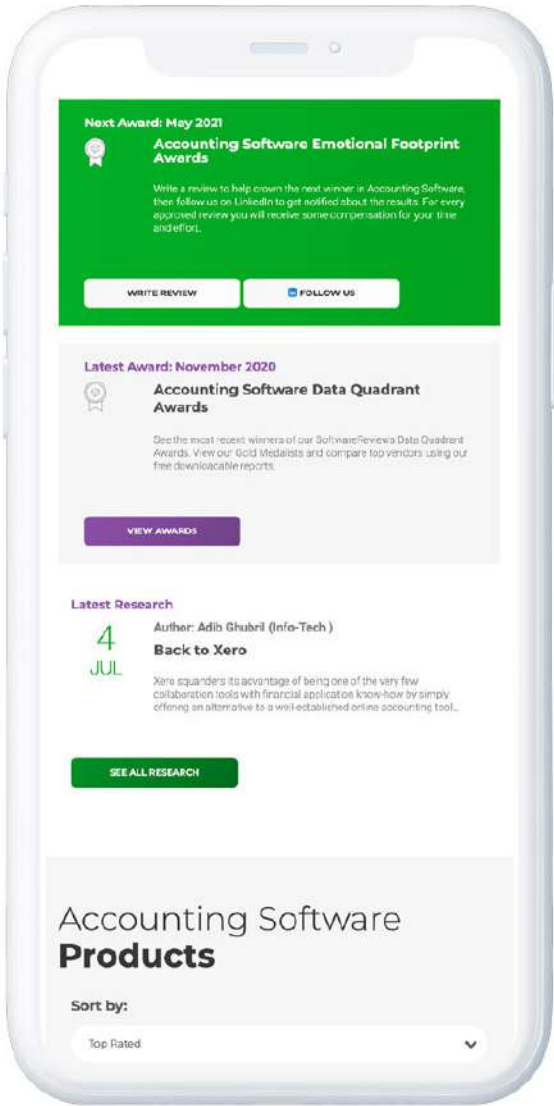 Next Award: May 2021
Accounting Software Emotional Footprint
Awards
Write a review to help crown the next winner in Accounting Software,
then follow us on LinkedIn to get notified about the results. For every
approved review you will receive some compensation for your time
and effort.
WRITE REVIEW
in FOLLOW US
Latest Award: November 2020
Accounting Software Data Quadrant
Awards
See the most recent winners of our SoftwareReviews Data Quadrant
Awards. View our Gold Medalists and compare top vendors using our
free downloadable reports.
VIEW AWARDS
Latest Research
4
JUL
Author: Adib Ghubril (Info-Tech )
Back to Xero
Xero squanders its advantage of being one of the very few
collaboration tools with financial application know-how by simply
offering an alternative to a well-established online accounting tool...
SEE ALL RESEARCH
Accounting Software
Products
Sort by:
Top Rated